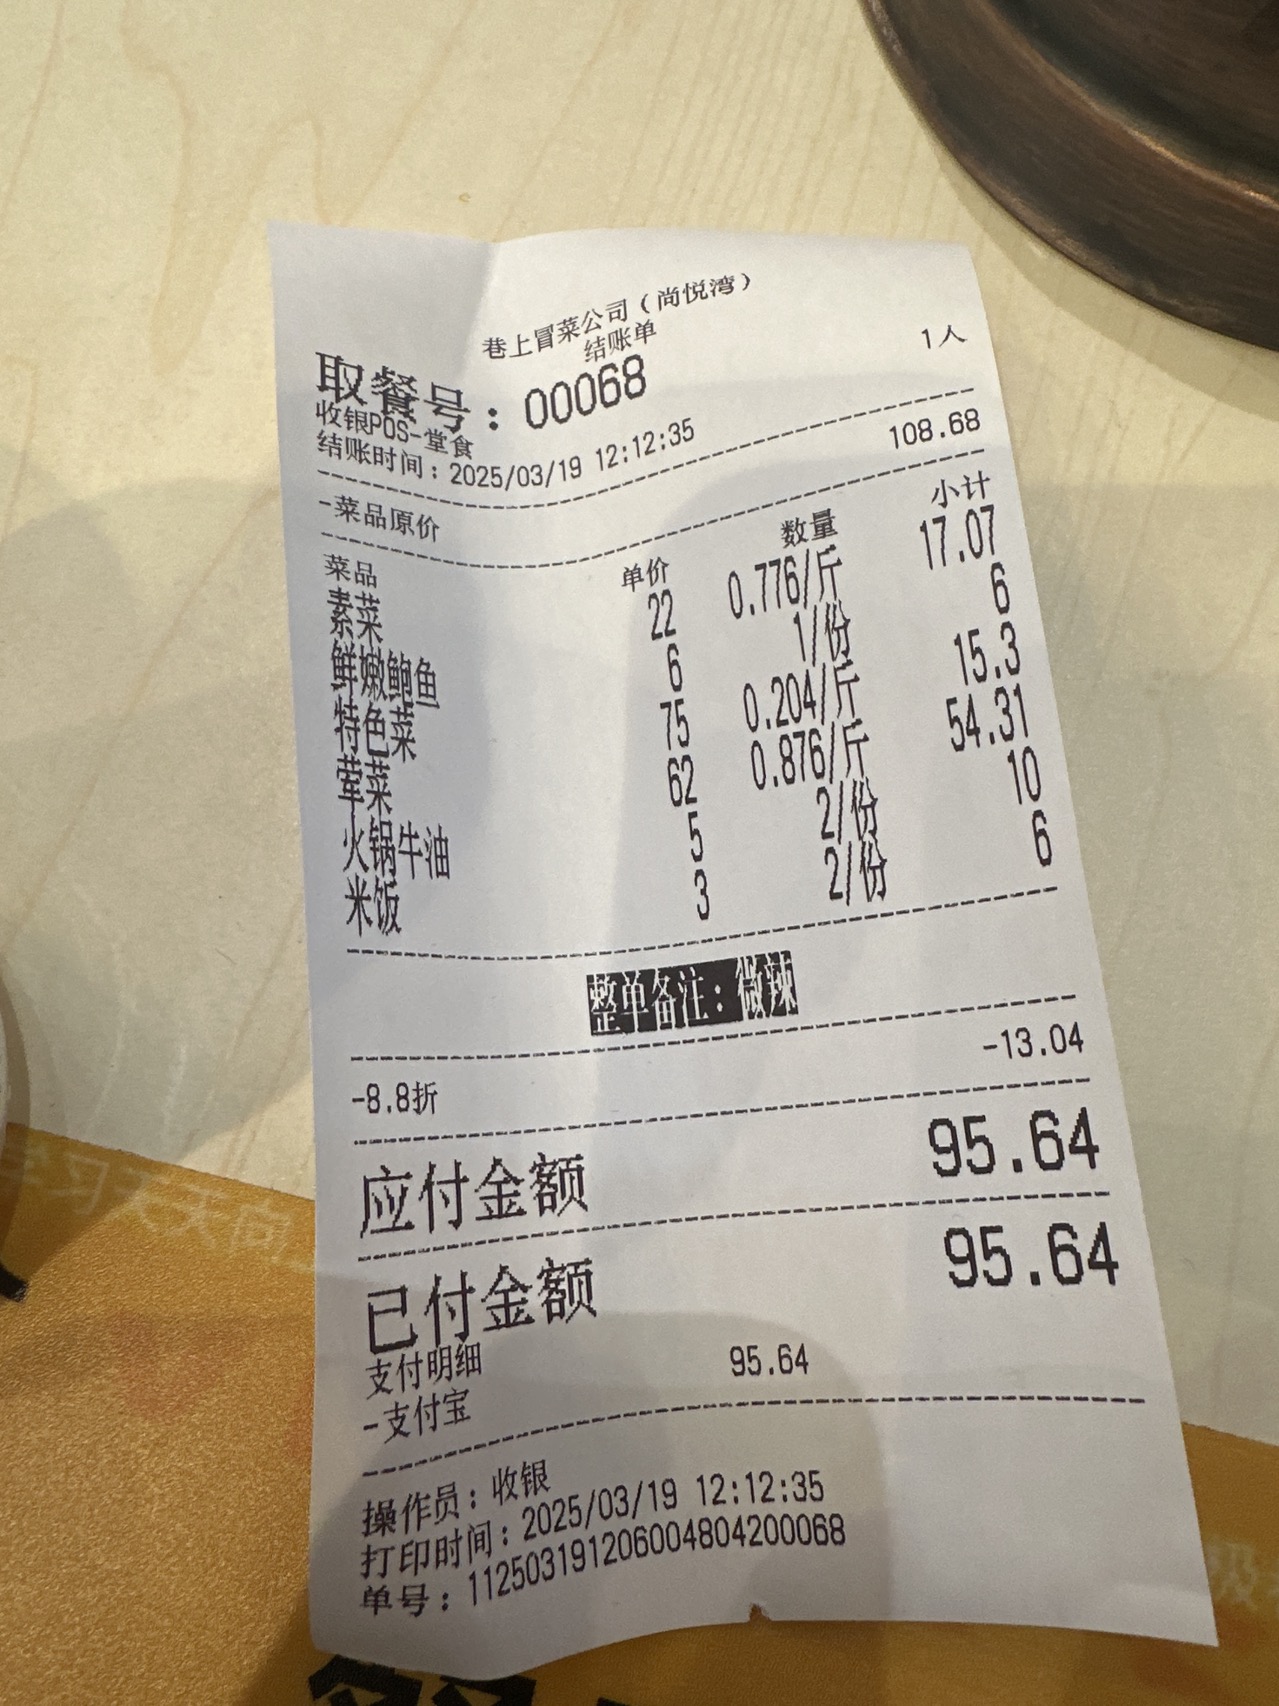 巷上冒菜公司（尚悦湾）
结账单
取餐号：00068 1人
收银POS-堂食
结账时间：2025/03/19 12:12:35
-菜品原价 108.68
菜品 单价 数量 小计
素菜 22 0.776/斤 17.07
鲜嫩鲍鱼 6 1/份 6
特色菜 75 0.204/斤 15.3
荤菜 62 0.876/斤 54.31
火锅牛油 5 2/份 10
米饭 3 2/份 6
整单备注：微辣
-8.8折 -13.04
应付金额 95.64
已付金额 95.64
支付明细
-支付宝 95.64
操作员：收银
打印时间：2025/03/19 12:12:35
单号：112503191206004804200068